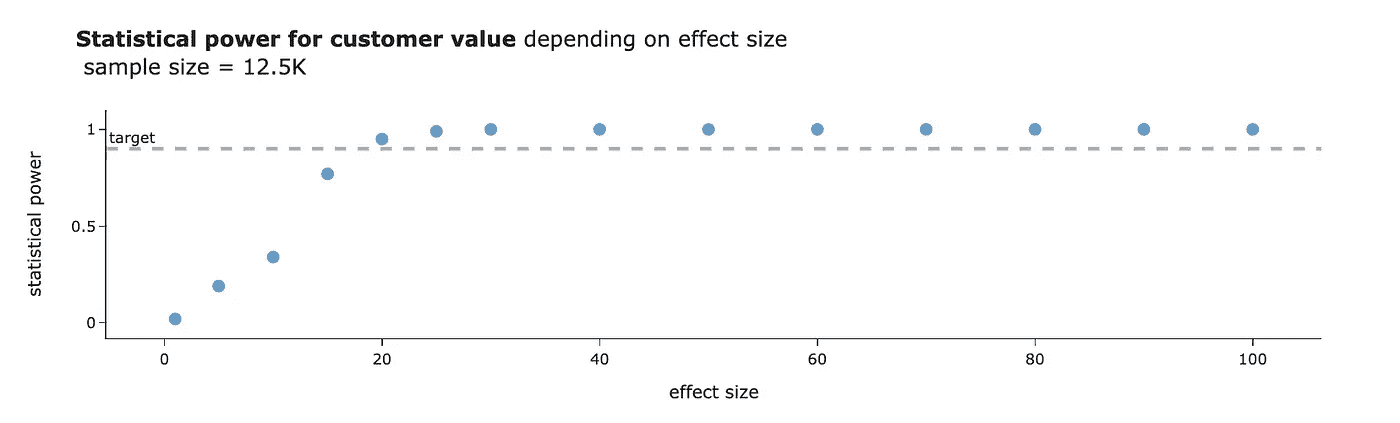 Statistical power for customer value depending on effect size
sample size = 12.5K
1
target
0.5
0
statistical power
0
20
40
60
80
100
effect size